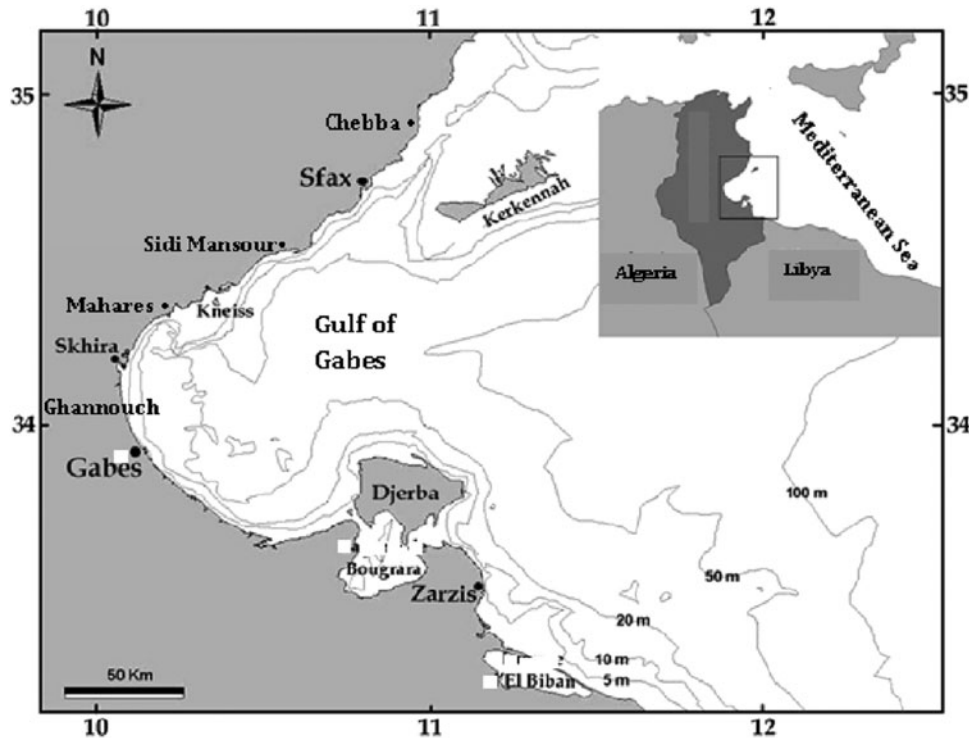 10
11
12
N
35
35
Chebba
Sfax
Kerkennah
Sidi Mansour
Mahares
Kneiss
Skhira
Gulf of
Gabes
Ghannouch
34
34
Gabes
Djerba
Bougrara
Zarzis
El Biban
100 m
50 m
20 m
10 m
5 m
50 Km
Mediterranean Sea
Algeria
Libya
10
11
12